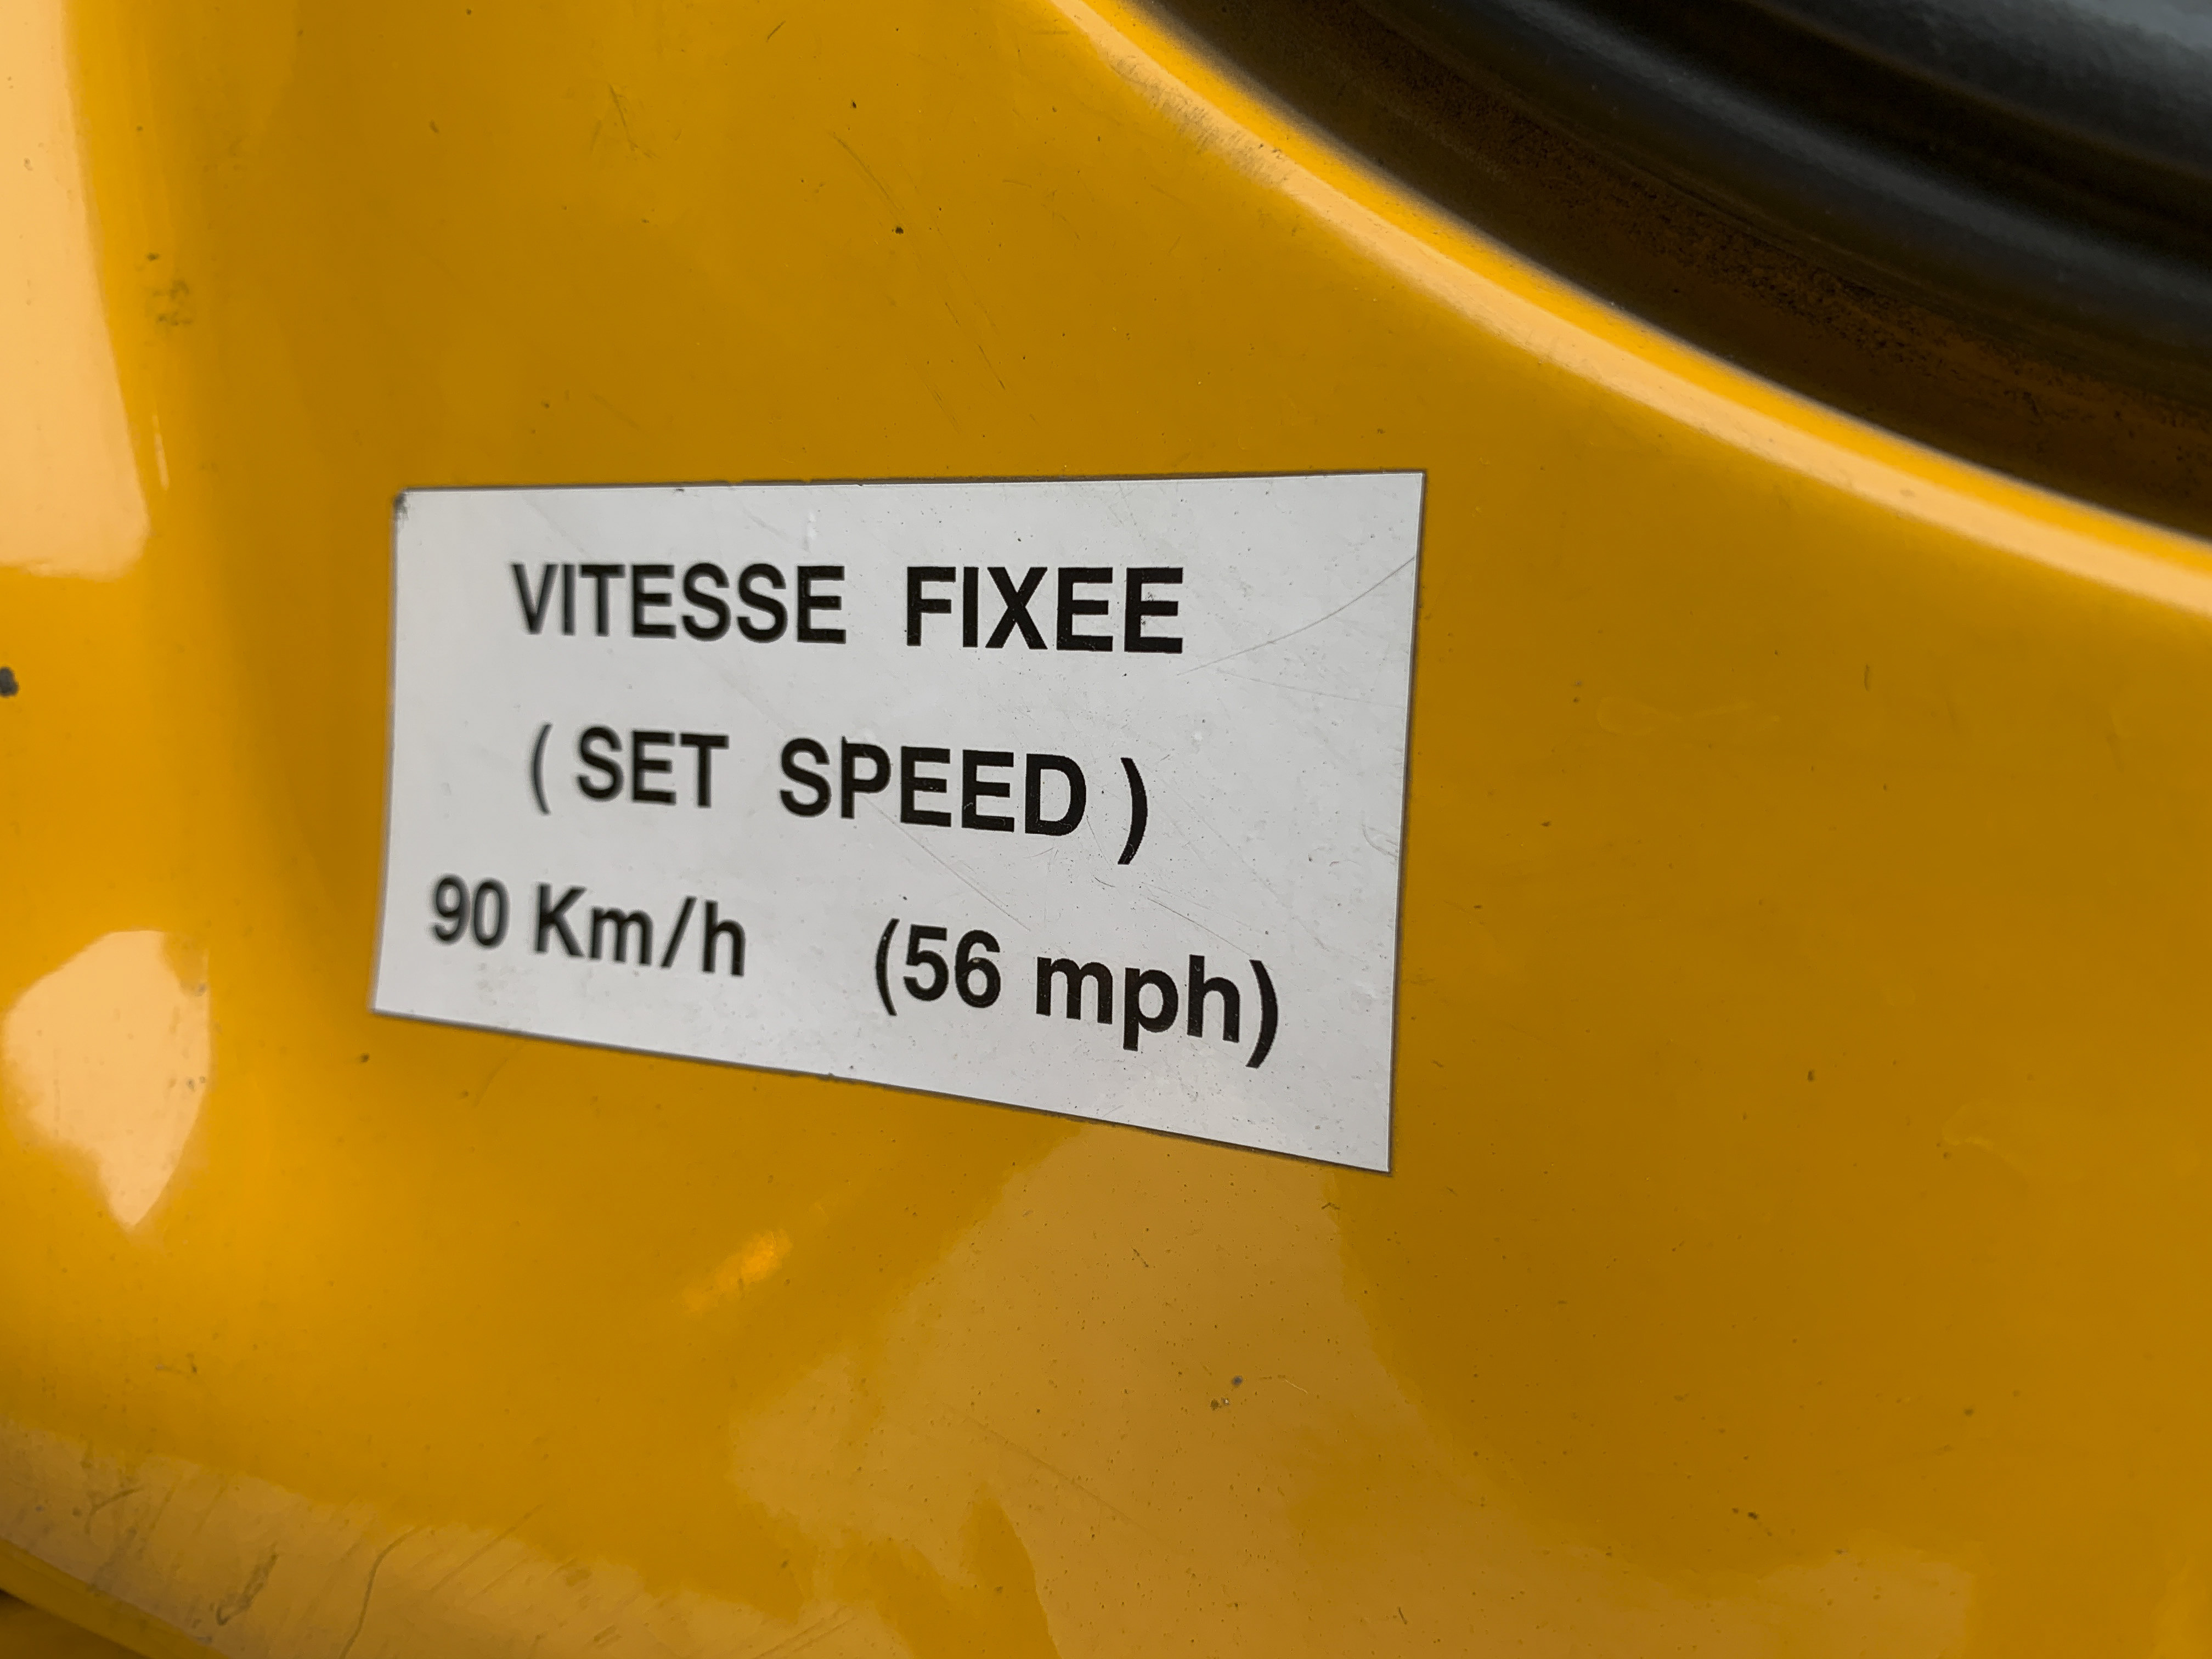 VITESSE FIXEE
( SET SPEED )
90 Km/h (56 mph)